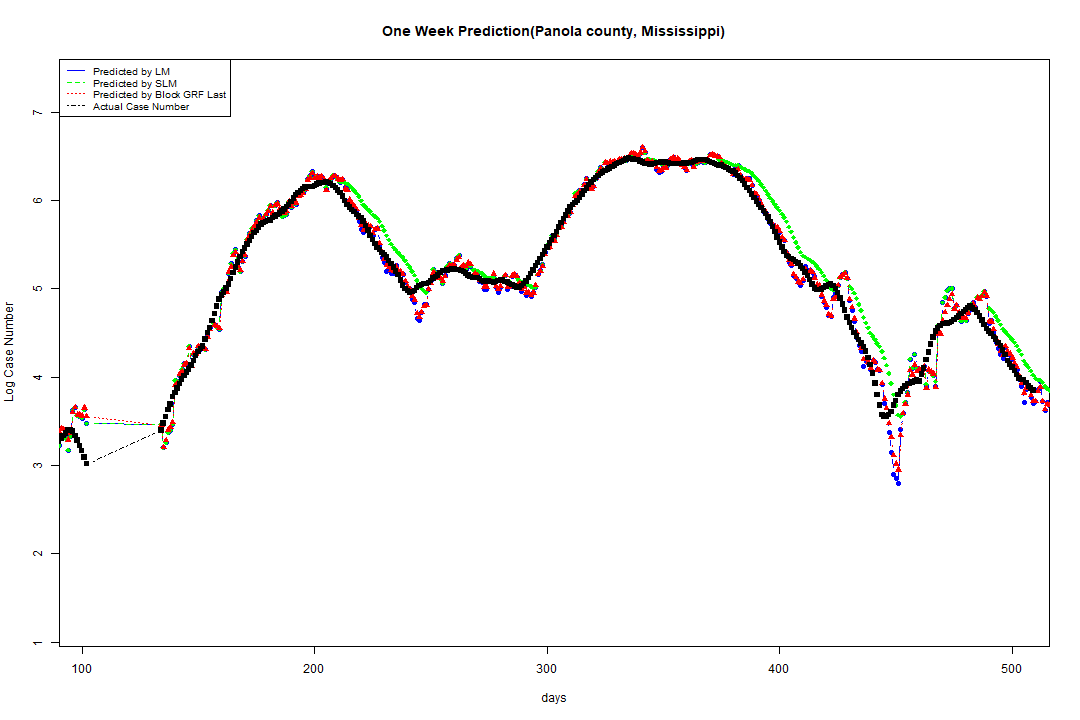 One Week Prediction(Panola county, Mississippi)
Predicted by LM
Predicted by SLM
Predicted by Block GRF Last
Actual Case Number
Log Case Number
7
6
5
4
3
2
1
100 200 300 400 500
days